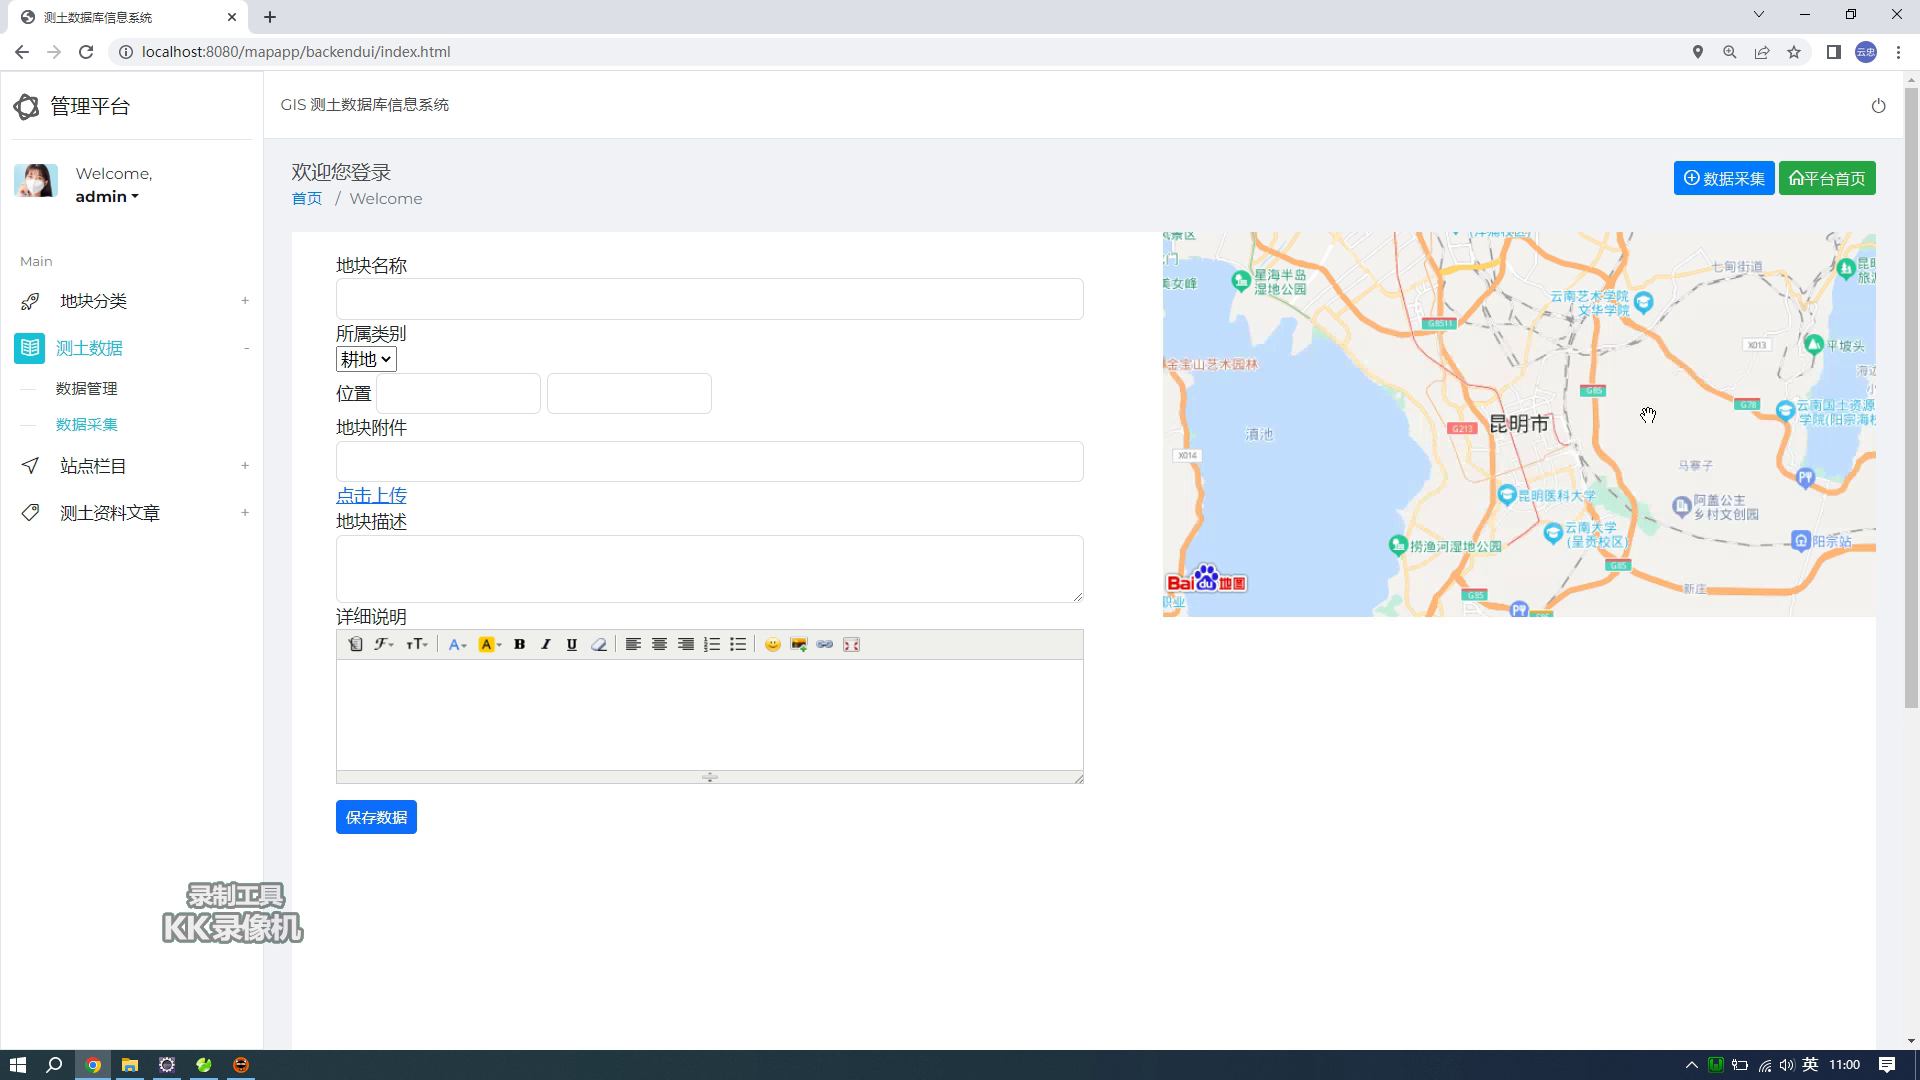 测土数据库信息系统
localhost:8080/mapapp/backendui/index.html
云忠
管理平台
GIS 测土数据库信息系统
Welcome,
admin
欢迎您登录
首页 / Welcome
数据采集
平台首页
Main
地块分类 +
测土数据 -
数据管理
数据采集
站点栏目 +
测土资料文章 +
地块名称
所属类别
耕地
位置
地块附件
点击上传
地块描述
详细说明
保存数据
星海半岛
湿地公园
美女峰
七甸街道
云南艺术学院
文华学院
G8511
X013
平坡头
金宝山艺术园林
G85
G78
云南国土资源
昆明市
G213
滇池
X014
马寨子
昆明医科大学
阿盖公主
乡村文创园
云南大学
(呈贡校区)
捞渔河湿地公园
阳宗站
G85
Bai du 地图
职业
新庄
G85
录制工具
KK录像机
英
11:00